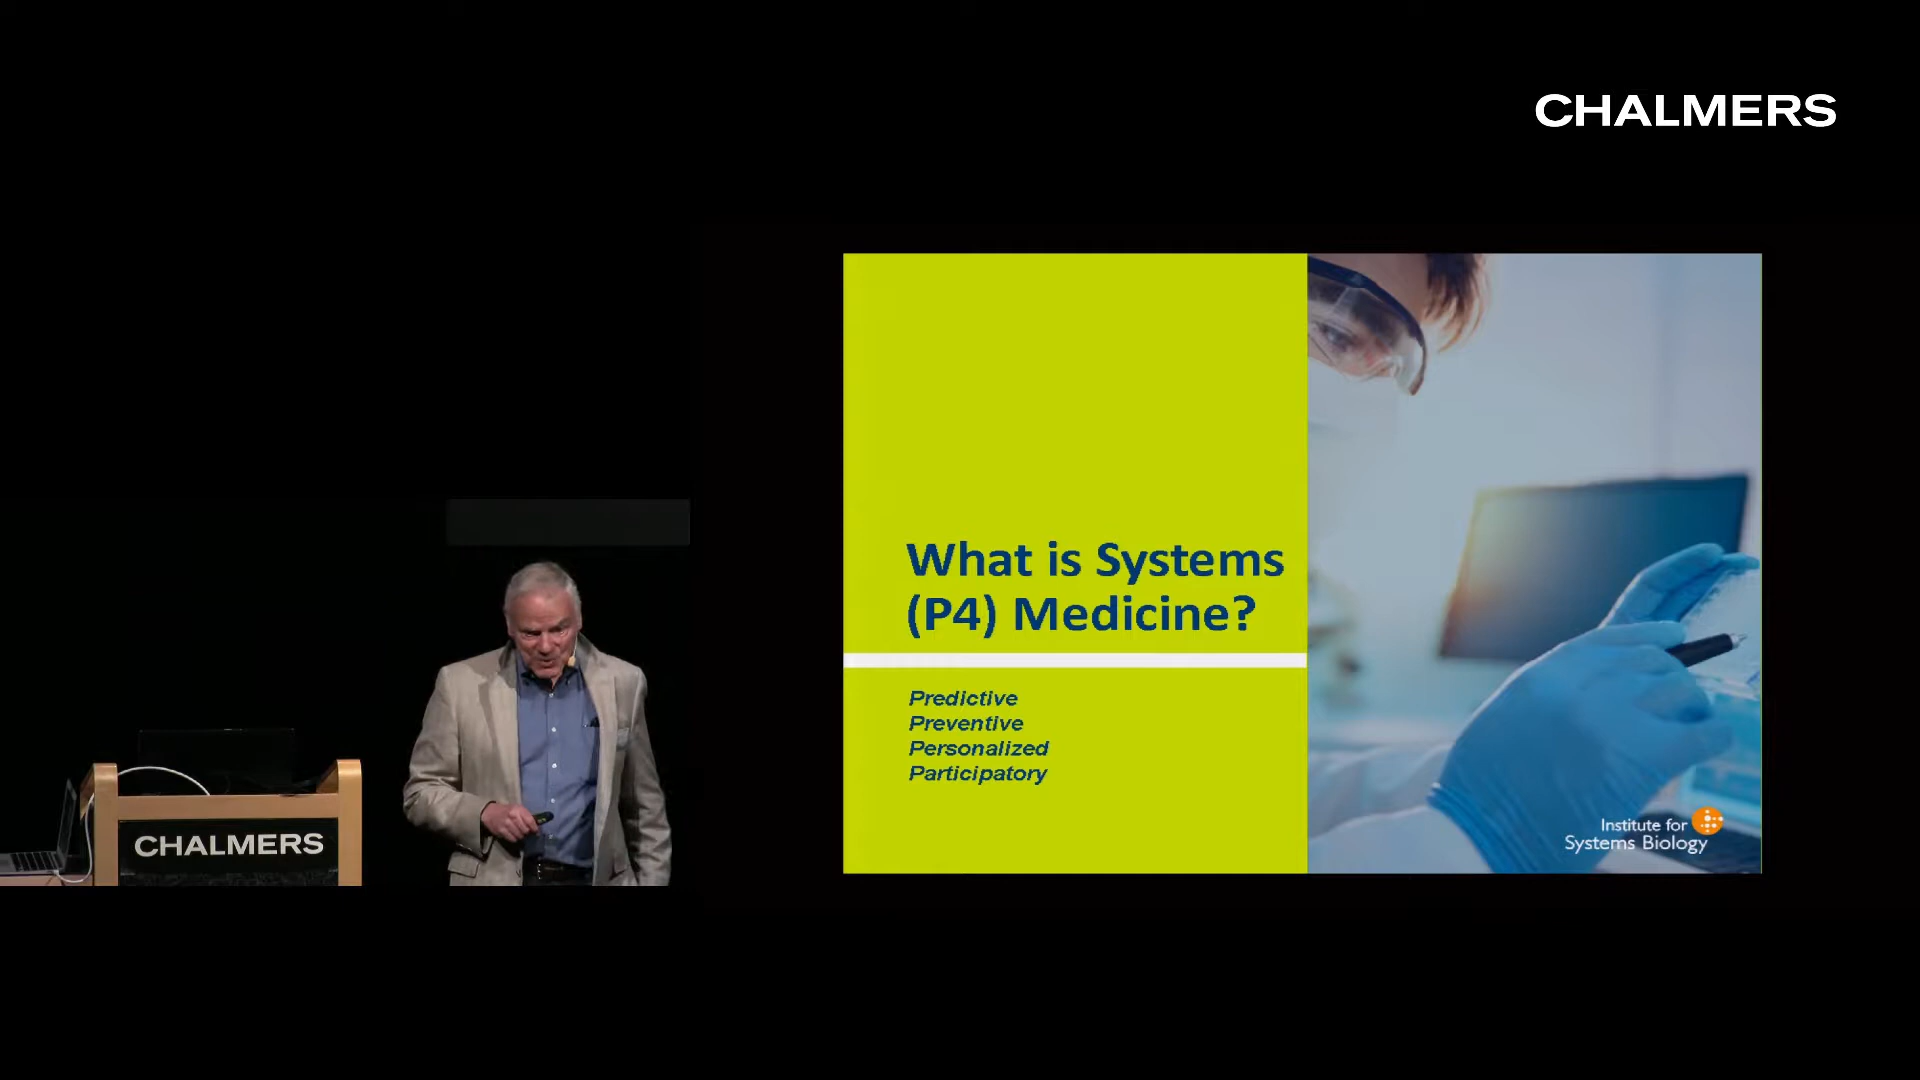 CHALMERS
What is Systems
(P4) Medicine?
Predictive
Preventive
Personalized
Participatory
Institute for
Systems Biology
CHALMERS